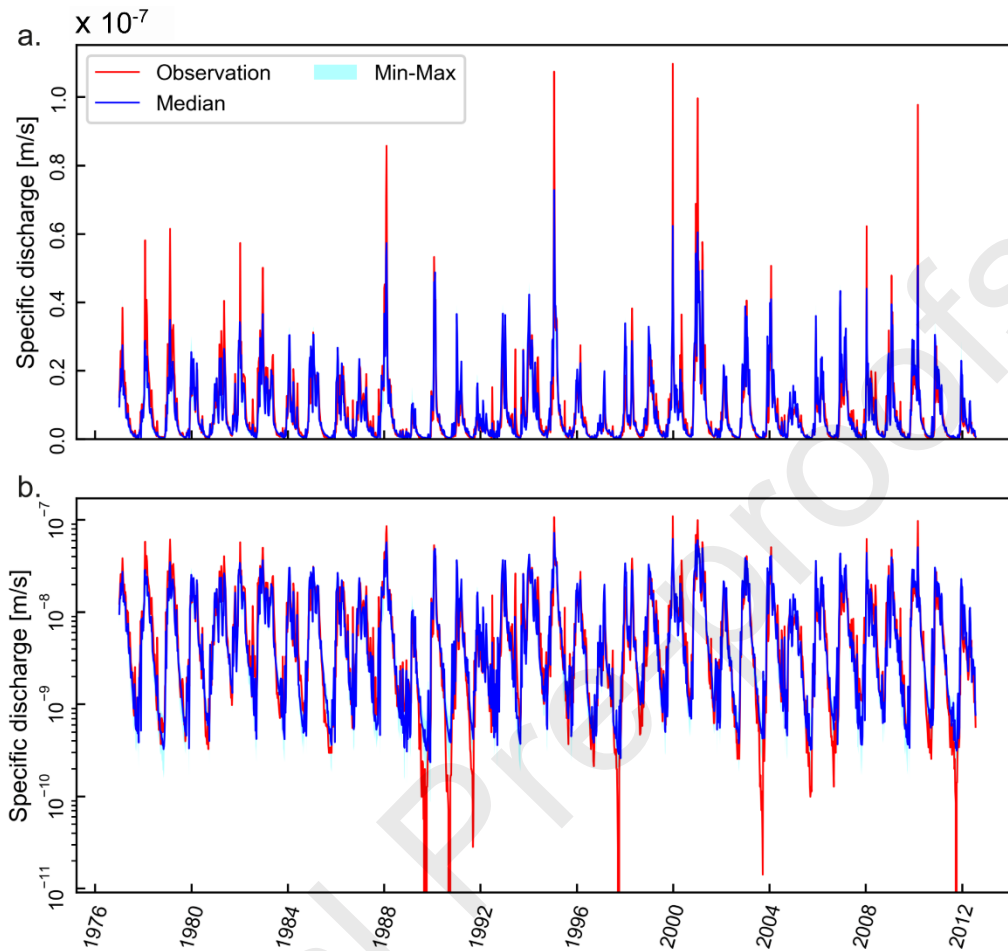 a.
x 10^-7
Observation
Min-Max
Median
Specific discharge [m/s]
1.0
0.8
0.6
0.4
0.2
0.0
b.
Specific discharge [m/s]
10^-7
10^-8
10^-9
10^-10
10^-11
1976
1980
1984
1988
1992
1996
2000
2004
2008
2012
l Pre-proofs